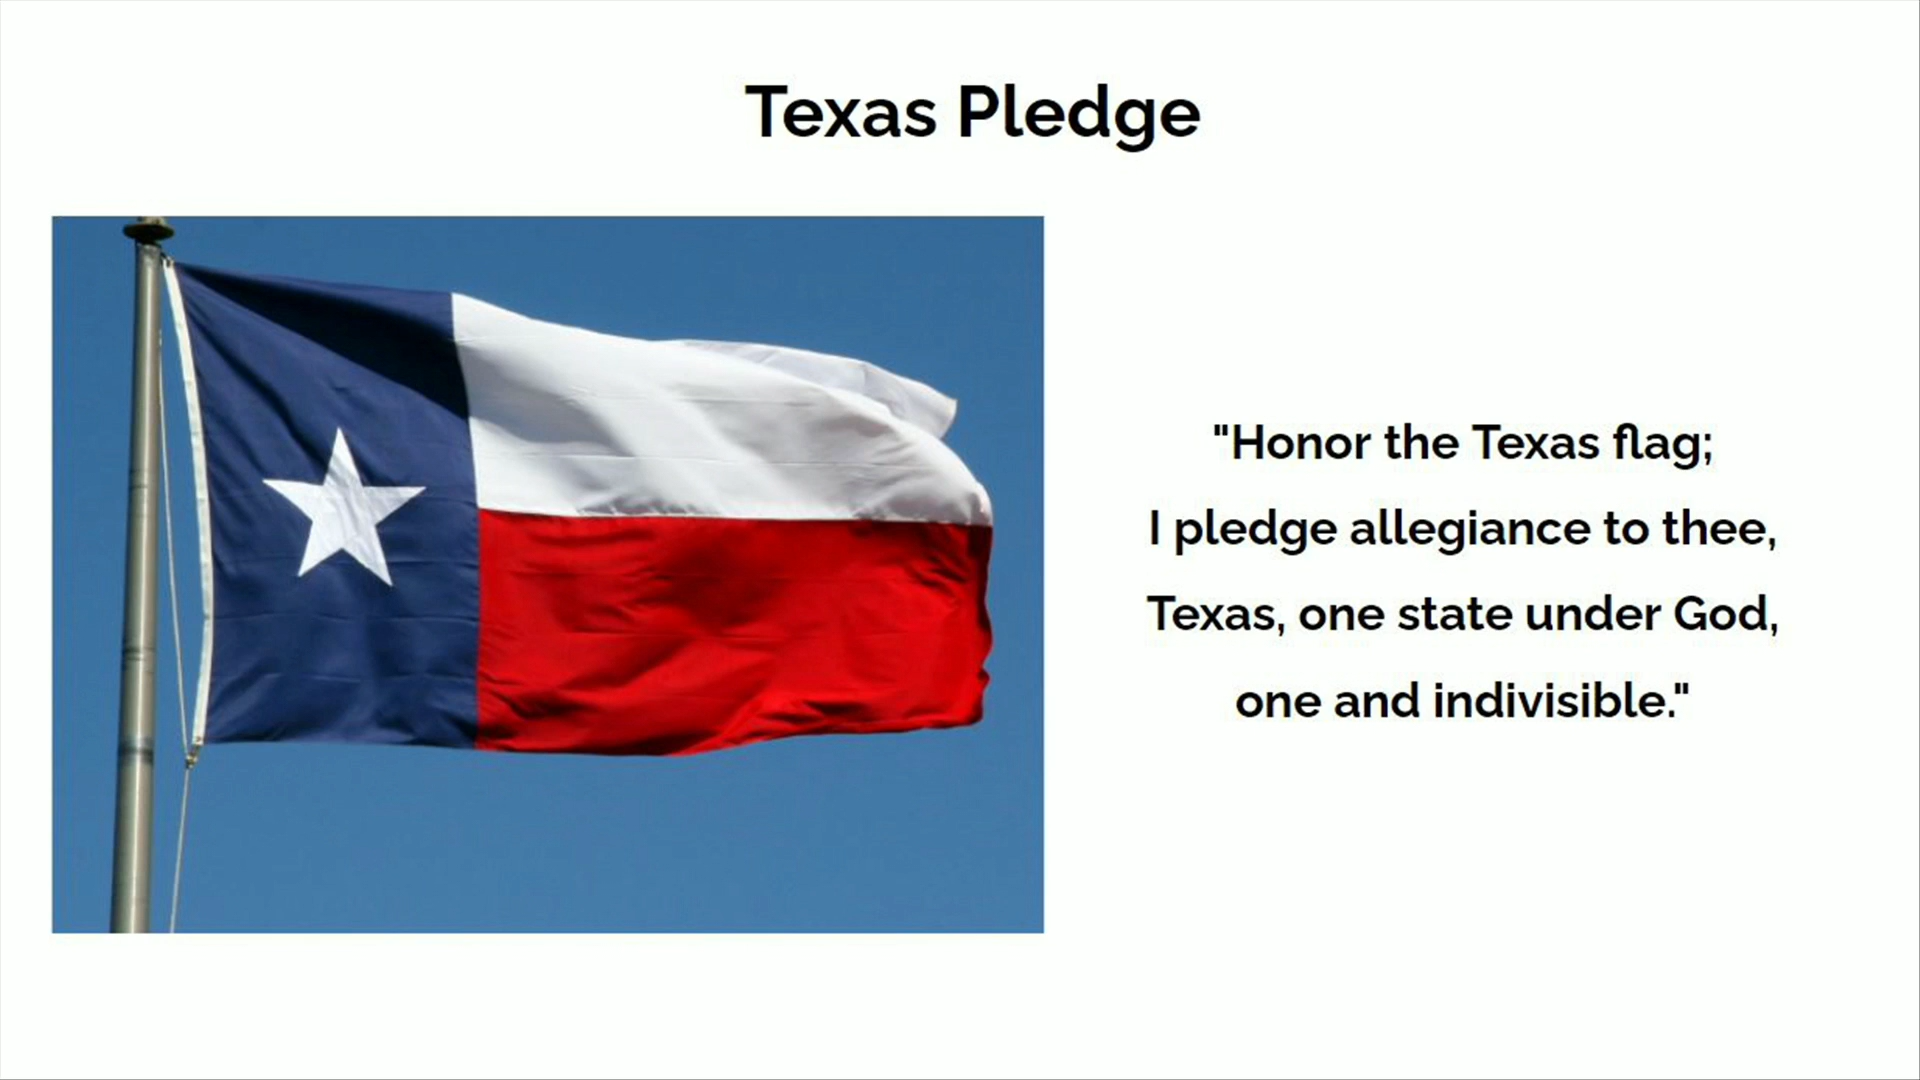 Texas Pledge
"Honor the Texas flag;
I pledge allegiance to thee,
Texas, one state under God,
one and indivisible."